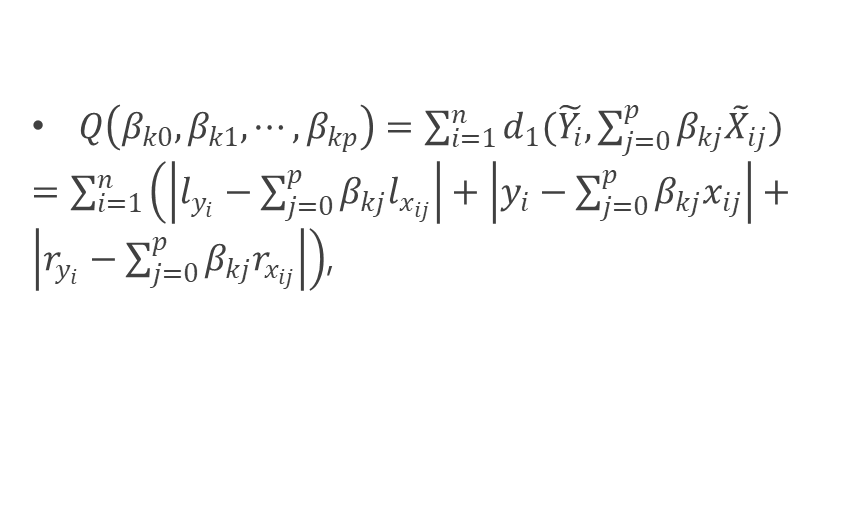 • Q(β_{k0}, β_{k1}, ⋯, β_{kp}) = ∑_{i=1}^{n} d_1(Ỹ_i, ∑_{j=0}^{p} β_{kj} X̃_{ij})
= ∑_{i=1}^{n} (|l_{y_i} − ∑_{j=0}^{p} β_{kj} l_{x_{ij}}| + |y_i − ∑_{j=0}^{p} β_{kj} x_{ij}| +
|r_{y_i} − ∑_{j=0}^{p} β_{kj} r_{x_{ij}}|),